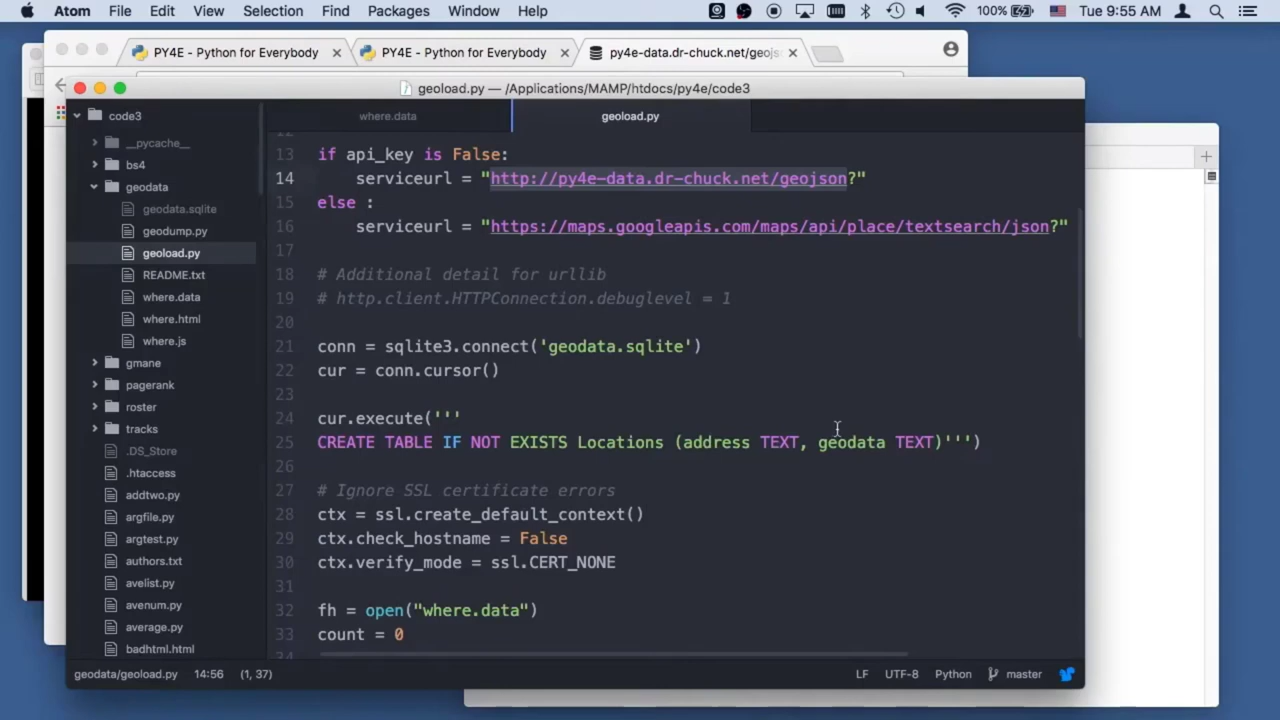 Atom File Edit View Selection Find Packages Window Help 100% Tue 9:55 AM
PY4E - Python for Everybody PY4E - Python for Everybody py4e-data.dr-chuck.net/geojs
geoload.py — /Applications/MAMP/htdocs/py4e/code3
code3
__pycache__
bs4
geodata
geodata.sqlite
geodump.py
geoload.py
README.txt
where.data
where.html
where.js
gmane
pagerank
roster
tracks
.DS_Store
.htaccess
addtwo.py
argfile.py
argtest.py
authors.txt
avelist.py
avenum.py
average.py
badhtml.html
where.data geoload.py
13 if api_key is False:
14 serviceurl = "http://py4e-data.dr-chuck.net/geojson?"
15 else :
16 serviceurl = "https://maps.googleapis.com/maps/api/place/textsearch/json?"
17
18 # Additional detail for urllib
19 # http.client.HTTPConnection.debuglevel = 1
20
21 conn = sqlite3.connect('geodata.sqlite')
22 cur = conn.cursor()
23
24 cur.execute('''
25 CREATE TABLE IF NOT EXISTS Locations (address TEXT, geodata TEXT)''')
26
27 # Ignore SSL certificate errors
28 ctx = ssl.create_default_context()
29 ctx.check_hostname = False
30 ctx.verify_mode = ssl.CERT_NONE
31
32 fh = open("where.data")
33 count = 0
geodata/geoload.py 14:56 (1, 37) LF UTF-8 Python master